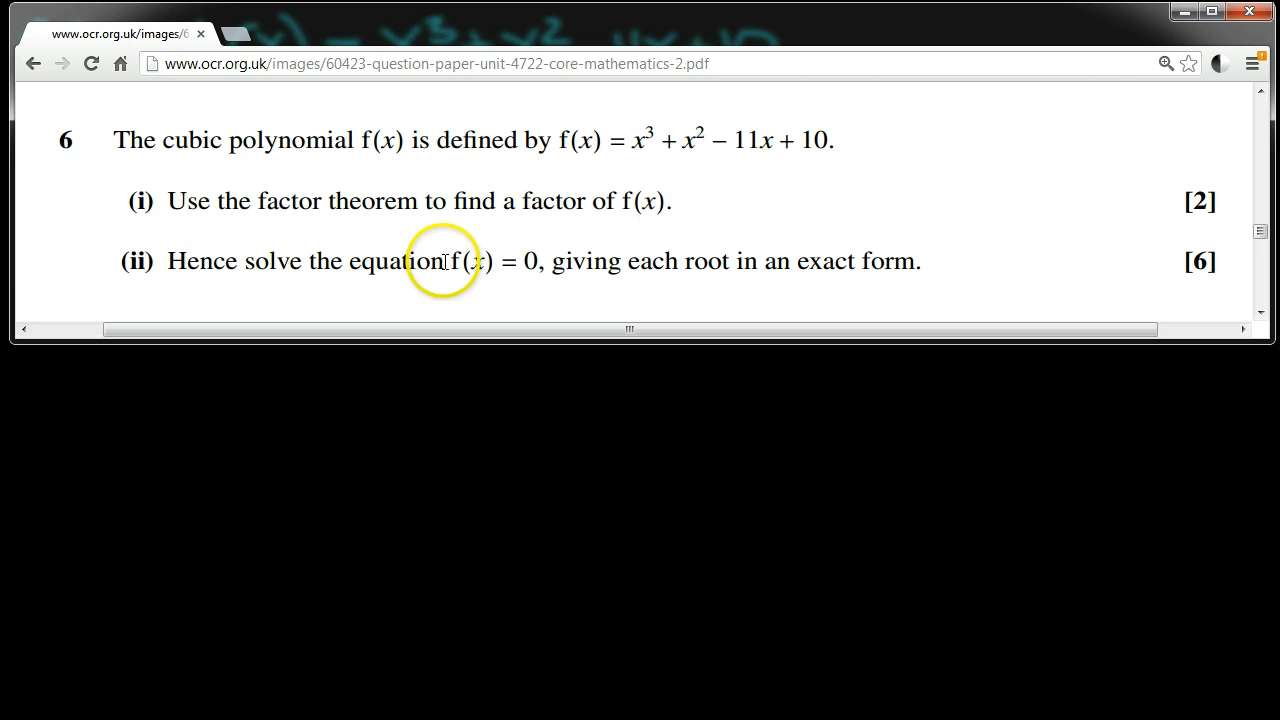 www.ocr.org.uk/images/6
www.ocr.org.uk/images/60423-question-paper-unit-4722-core-mathematics-2.pdf
6 The cubic polynomial f(x) is defined by f(x) = x³ + x² − 11x + 10.
(i) Use the factor theorem to find a factor of f(x). [2]
(ii) Hence solve the equation f(x) = 0, giving each root in an exact form. [6]